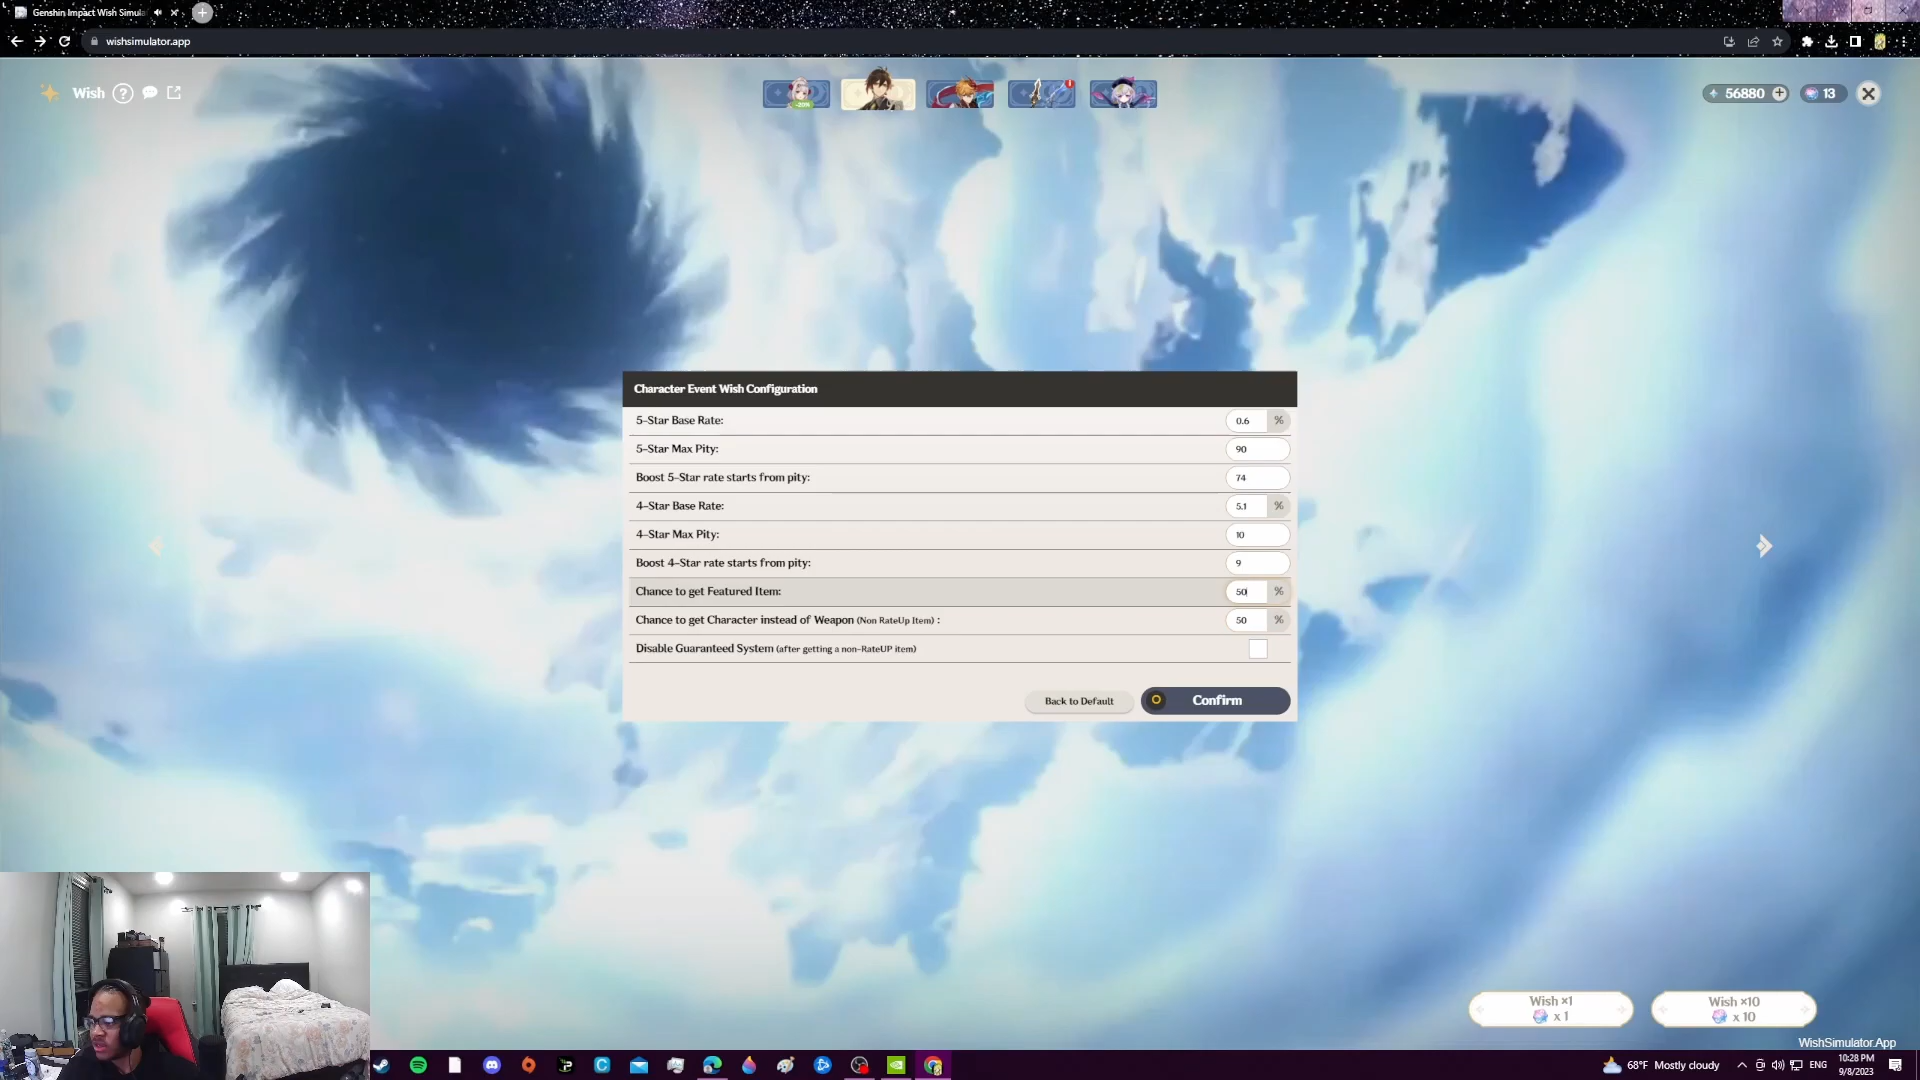 Genshin Impact Wish Simul
wishsimulator.app
Wish
-20%
56880
13
Character Event Wish Configuration
5-Star Base Rate:
0.6 %
5-Star Max Pity:
90
Boost 5-Star rate starts from pity:
74
4-Star Base Rate:
5.1 %
4-Star Max Pity:
10
Boost 4-Star rate starts from pity:
9
Chance to get Featured Item:
50 %
Chance to get Character instead of Weapon (Non RateUp Item) :
50 %
Disable Guaranteed System (after getting a non-RateUP item)
Back to Default
Confirm
Wish ×1
x 1
Wish ×10
x 10
WishSimulator.App
68°F Mostly cloudy
ENG
10:28 PM
9/8/2023